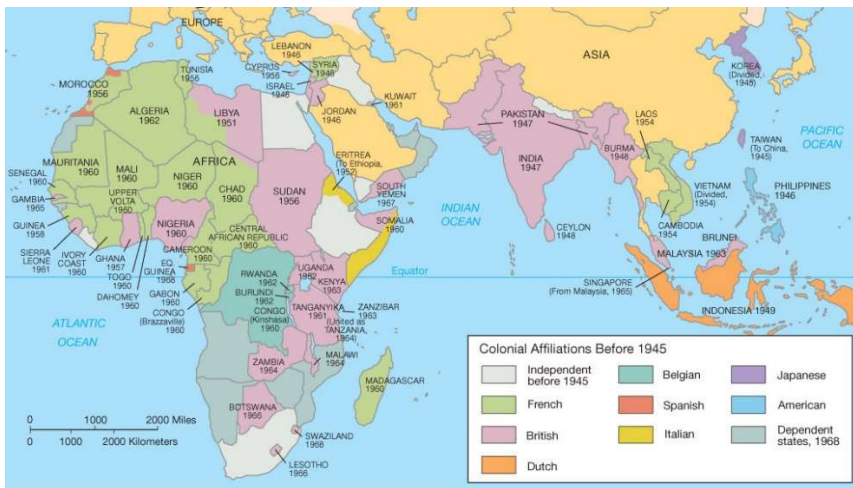 EUROPE
ASIA
LEBANON
1946
SYRIA
1946
CYPRUS
1956
TUNISIA
1956
ISRAEL
1946
KOREA
(Divided,
1945)
MOROCCO
1956
KUWAIT
1961
JORDAN
1946
ALGERIA
1962
LIBYA
1951
PAKISTAN
1947
LAOS
1954
PACIFIC
OCEAN
TAIWAN
(To China,
1945)
BURMA
1948
INDIA
1947
MAURITANIA
1960
MALI
1960
NIGER
1960
AFRICA
ERITREA
(To Ethiopia,
1952)
SENEGAL
1960
CHAD
1960
SUDAN
1956
SOUTH
YEMEN
1967
VIETNAM
(Divided,
1954)
PHILIPPINES
1946
GAMBIA
1965
UPPER
VOLTA
1960
INDIAN
OCEAN
GUINEA
1958
NIGERIA
1960
SOMALIA
1960
CAMBODIA
1954
CENTRAL
AFRICAN REPUBLIC
1960
CEYLON
1948
BRUNEI
SIERRA
LEONE
1961
IVORY
COAST
1960
GHANA
1957
CAMEROON
1960
MALAYSIA 1963
TOGO
1960
EQ.
GUINEA
1968
UGANDA
1962
KENYA
1963
RWANDA
1962
Equator
DAHOMEY
1960
GABON
1960
BURUNDI
1962
SINGAPORE
(From Malaysia, 1965)
CONGO
(Brazzaville)
1960
CONGO
(Kinshasa)
1960
TANGANYIKA
1961
(United as
TANZANIA,
1964)
ZANZIBAR
1963
INDONESIA 1949
ATLANTIC
OCEAN
MALAWI
1964
ZAMBIA
1964
MADAGASCAR
1960
BOTSWANA
1966
SWAZILAND
1968
LESOTHO
1966
0 1000 2000 Miles
0 1000 2000 Kilometers
Colonial Affiliations Before 1945
Independent
before 1945
French
British
Dutch
Belgian
Spanish
Italian
Japanese
American
Dependent
states, 1968